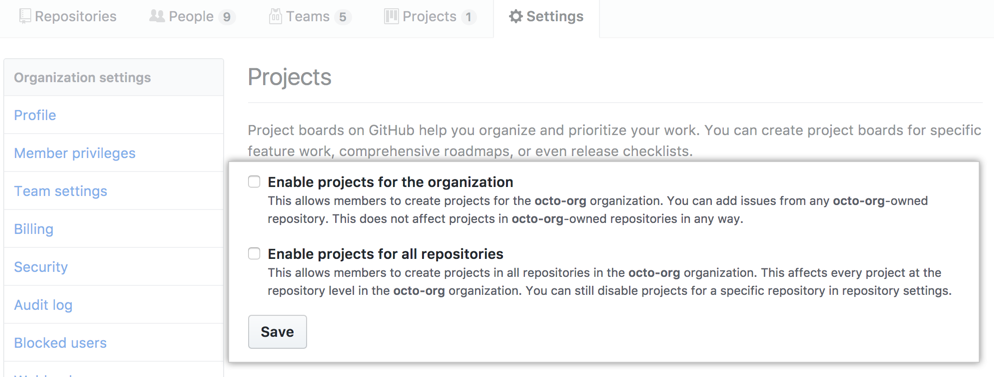 Repositories People 9 Teams 5 Projects 1 Settings
Organization settings
Profile
Member privileges
Team settings
Billing
Security
Audit log
Blocked users
Projects
Project boards on GitHub help you organize and prioritize your work. You can create project boards for specific
feature work, comprehensive roadmaps, or even release checklists.
Enable projects for the organization
This allows members to create projects for the octo-org organization. You can add issues from any octo-org-owned
repository. This does not affect projects in octo-org-owned repositories in any way.
Enable projects for all repositories
This allows members to create projects in all repositories in the octo-org organization. This affects every project at the
repository level in the octo-org organization. You can still disable projects for a specific repository in repository settings.
Save